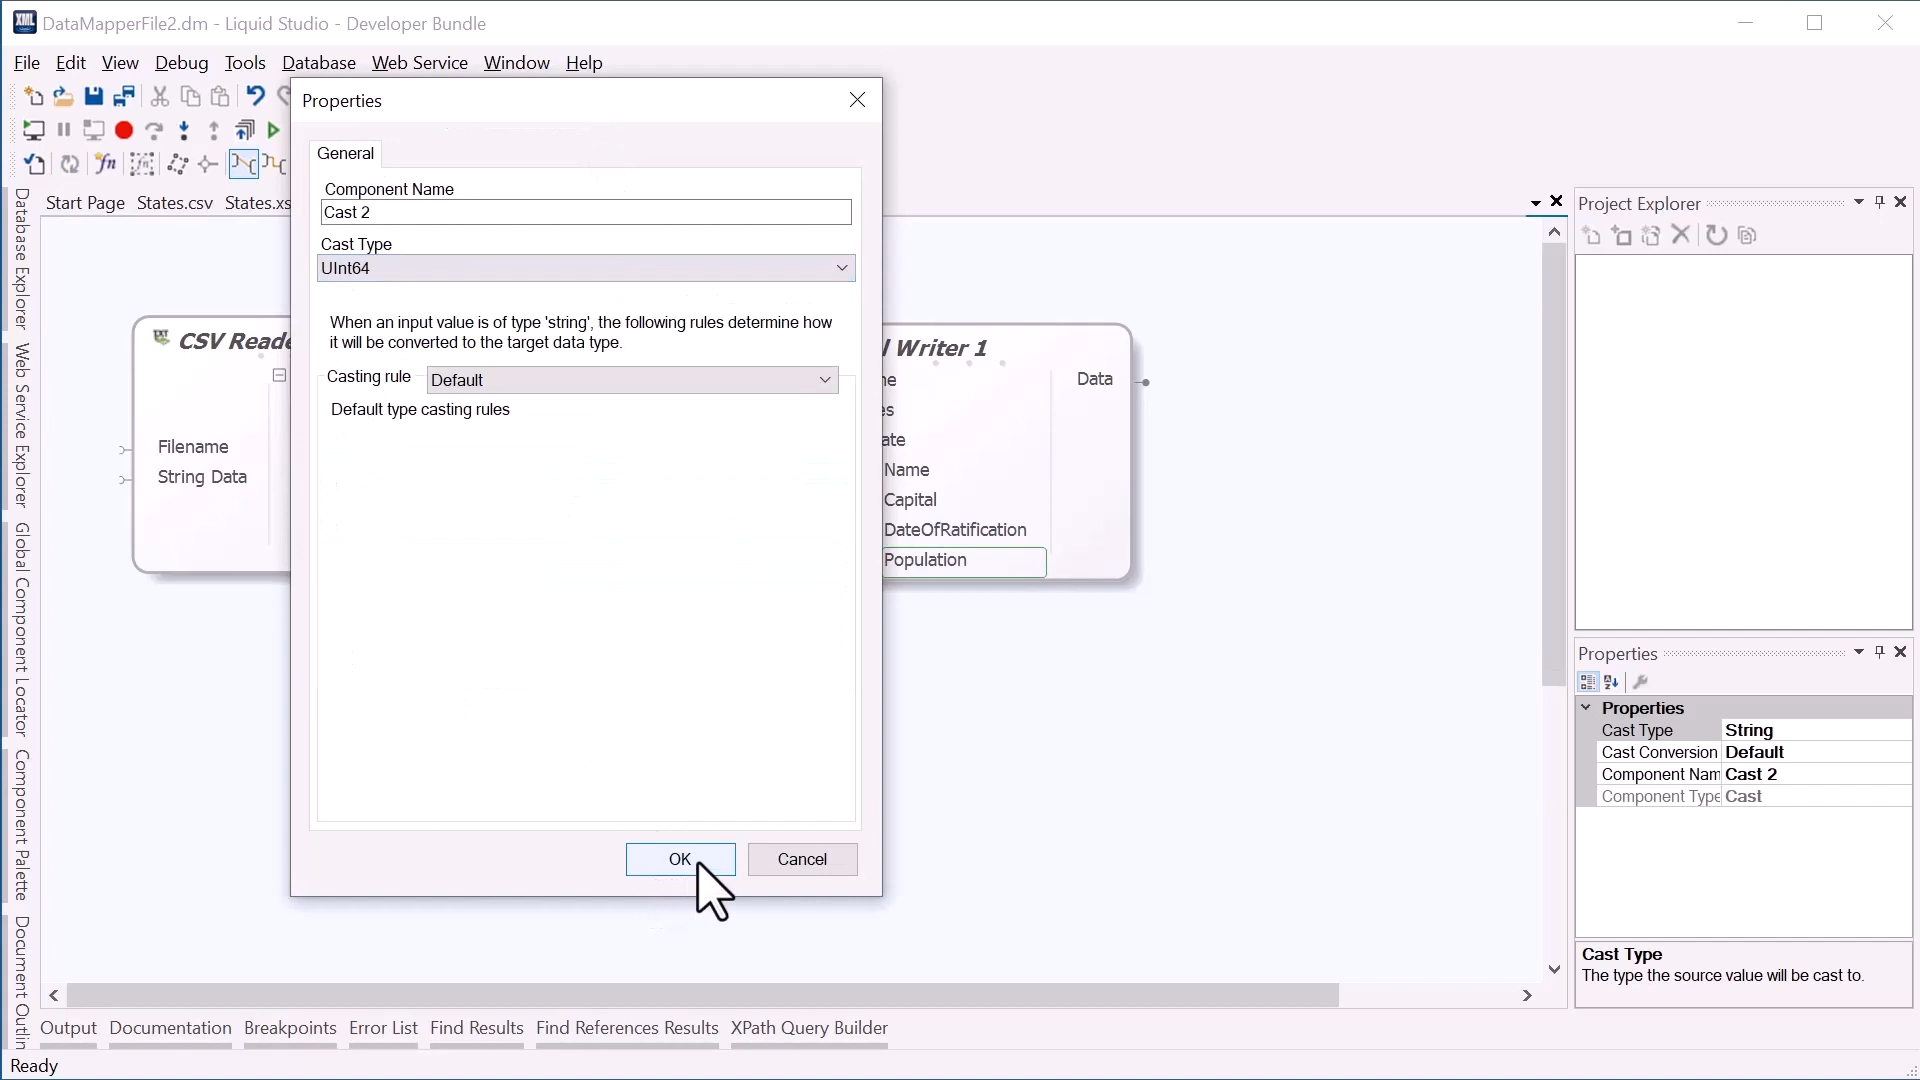 DataMapperFile2.dm - Liquid Studio - Developer Bundle
File Edit View Debug Tools Database Web Service Window Help
Start Page States.csv States.xs
Properties
General
Component Name
Cast 2
Cast Type
UInt64
When an input value is of type 'string', the following rules determine how
it will be converted to the target data type.
Casting rule Default
Default type casting rules
OK Cancel
CSV Reade
Filename
String Data
l Writer 1
Data
Name
Capital
DateOfRatification
Population
Database Explorer
Web Service Explorer
Global Component Locator
Component Palette
Document Outlin
Project Explorer
Properties
Properties
Cast Type String
Cast Conversion Default
Component Nam Cast 2
Component Type Cast
Cast Type
The type the source value will be cast to.
Output Documentation Breakpoints Error List Find Results Find References Results XPath Query Builder
Ready